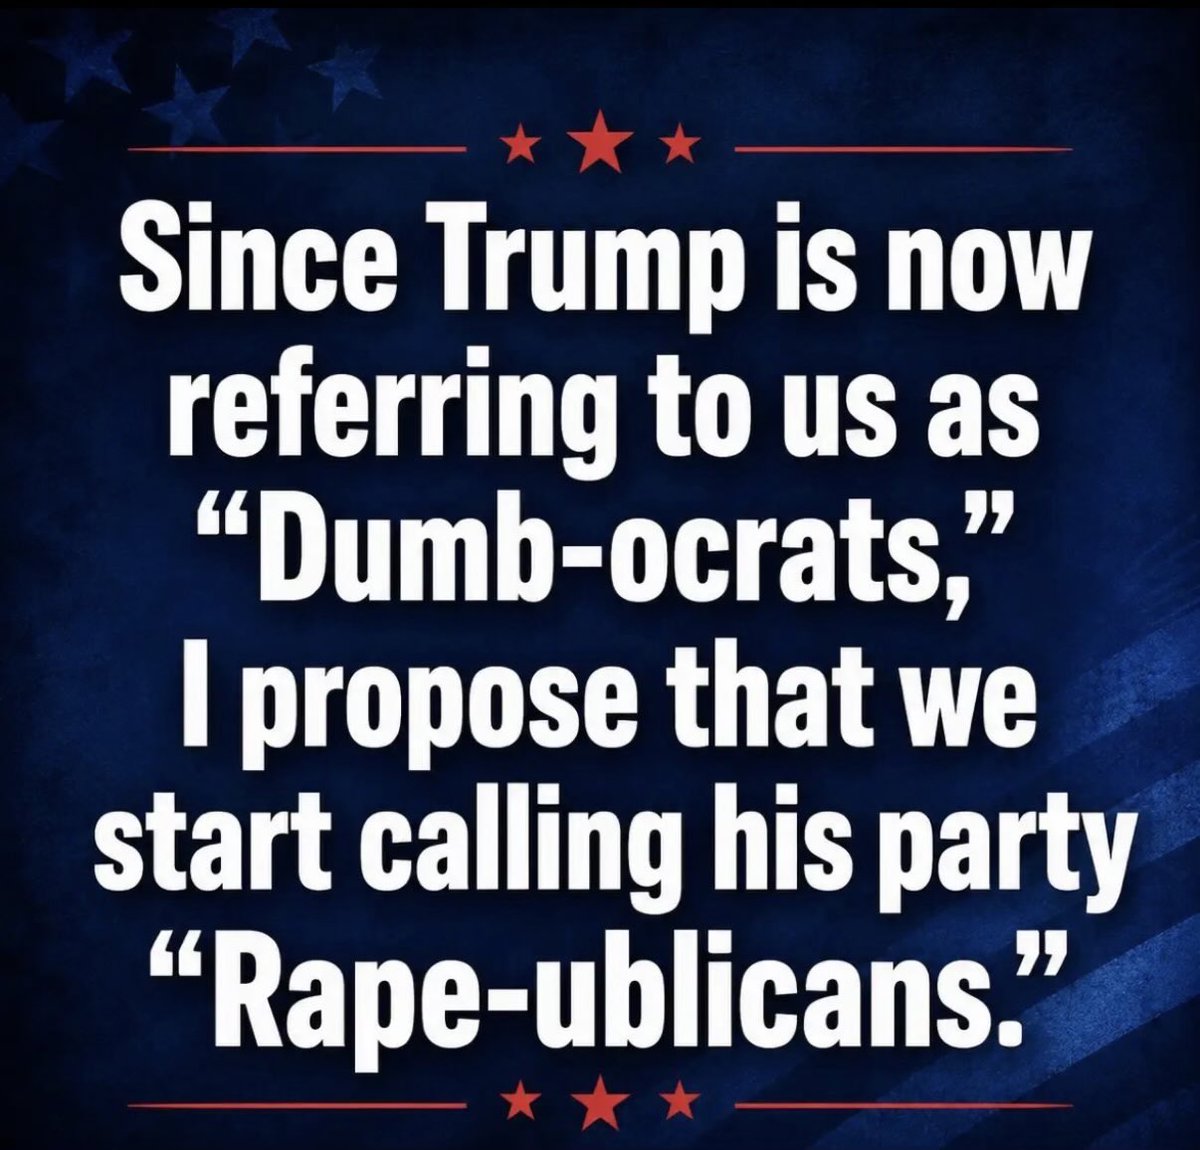 Since Trump is now
referring to us as
“Dumb-ocrats,”
I propose that we
start calling his party
“Rape-ublicans.”